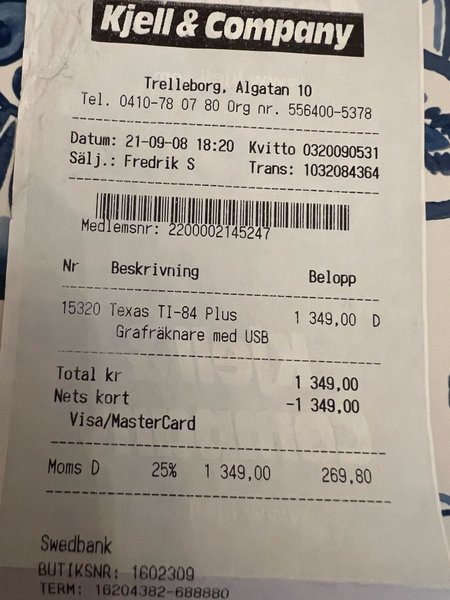 Kjell & Company
Trelleborg, Algatan 10
Tel. 0410-78 07 80 Org nr. 556400-5378
Datum: 21-09-08 18:20 Kvitto 0320090531
Sälj.: Fredrik S Trans: 1032084364
Medlemsnr: 2200002145247
Nr Beskrivning Belopp
15320 Texas TI-84 Plus 1 349,00 D
Grafräknare med USB
Total kr 1 349,00
Nets kort -1 349,00
Visa/MasterCard
Moms D 25% 1 349,00 269,80
Swedbank
BUTIKSNR: 1602309
TERM: 16204382-688880